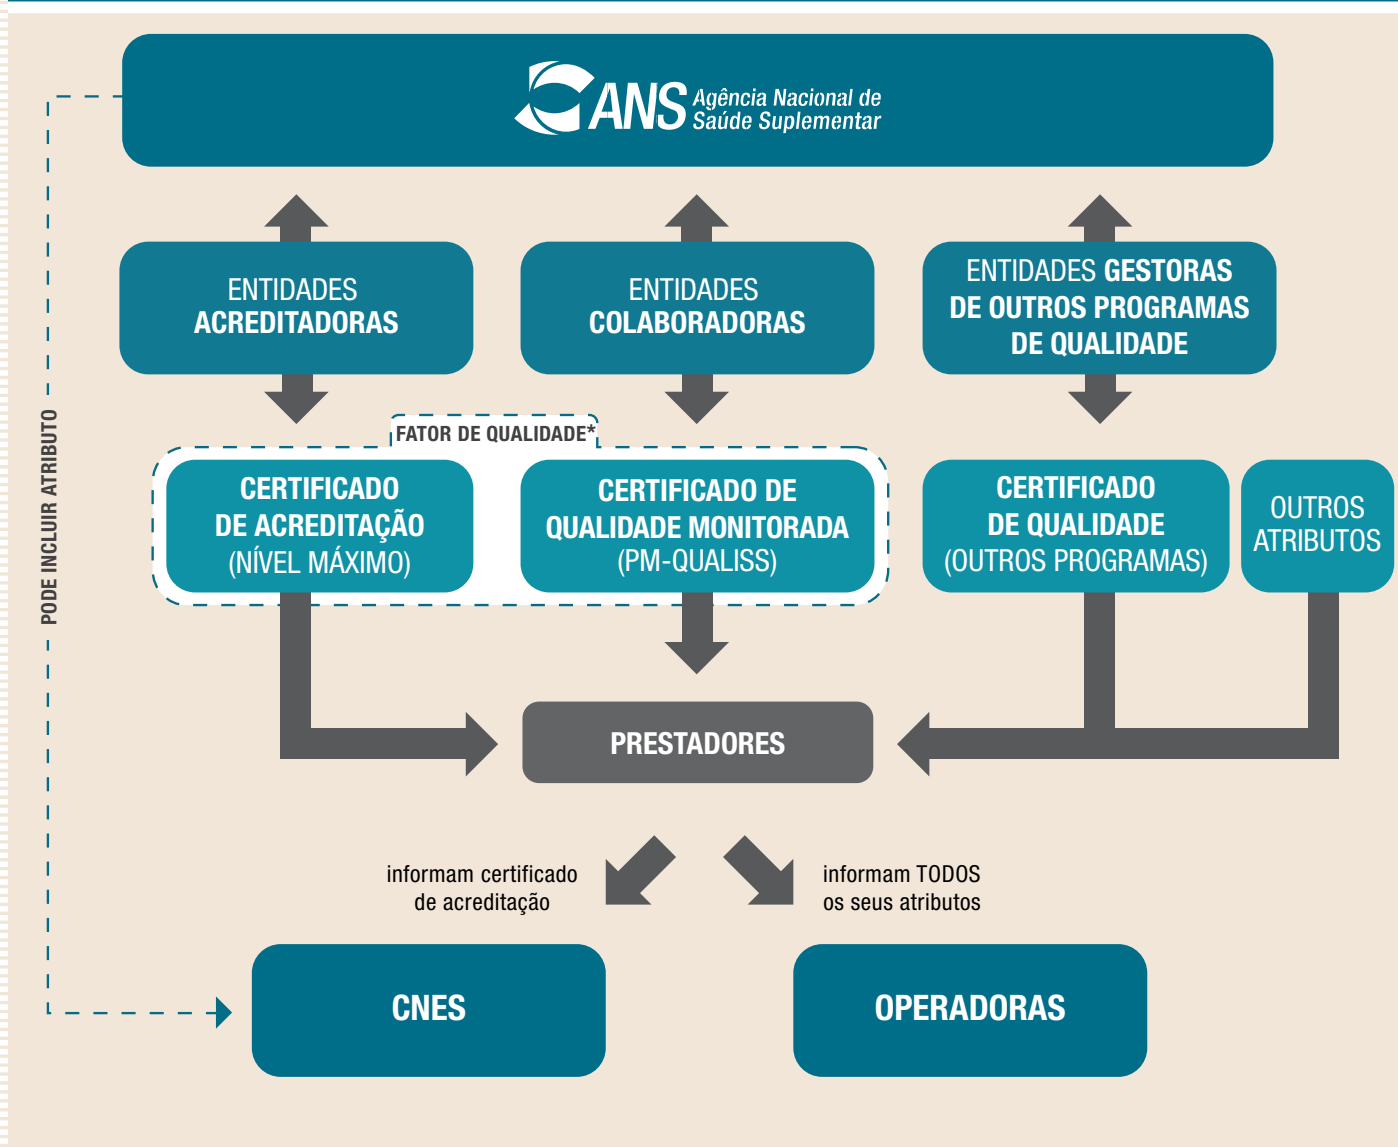 ANS Agência Nacional de
Saúde Suplementar
ENTIDADES
ACREDITADORAS
ENTIDADES
COLABORADORAS
ENTIDADES GESTORAS
DE OUTROS PROGRAMAS
DE QUALIDADE
PODE INCLUIR ATRIBUTO
FATOR DE QUALIDADE*
CERTIFICADO
DE ACREDITAÇÃO
(NÍVEL MÁXIMO)
CERTIFICADO DE
QUALIDADE MONITORADA
(PM-QUALISS)
CERTIFICADO
DE QUALIDADE
(OUTROS PROGRAMAS)
OUTROS
ATRIBUTOS
PRESTADORES
informam certificado
de acreditação
informam TODOS
os seus atributos
CNES
OPERADORAS